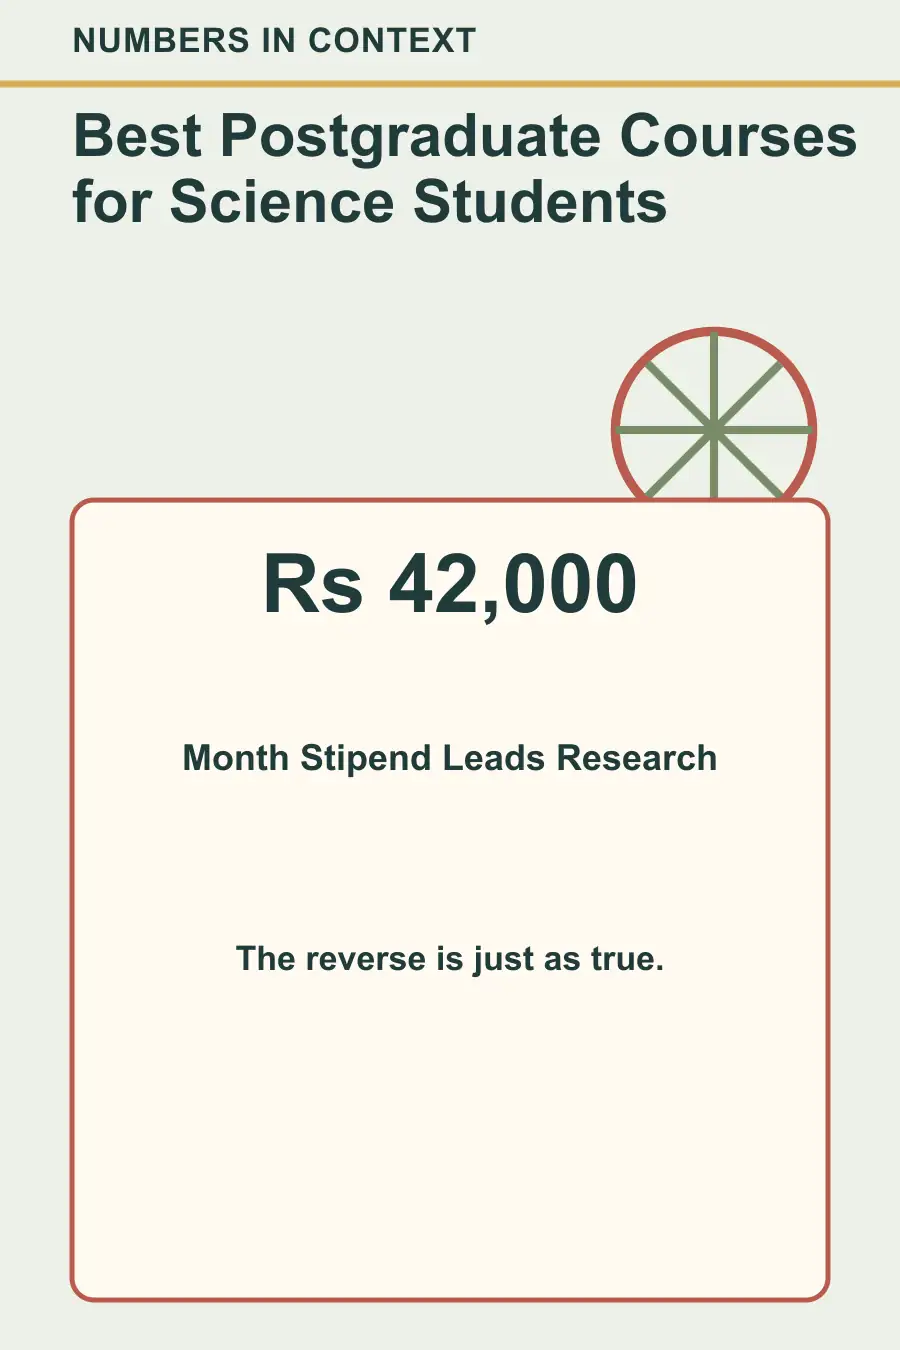 NUMBERS IN CONTEXT
Best Postgraduate Courses
for Science Students
Rs 42,000
Month Stipend Leads Research
The reverse is just as true.